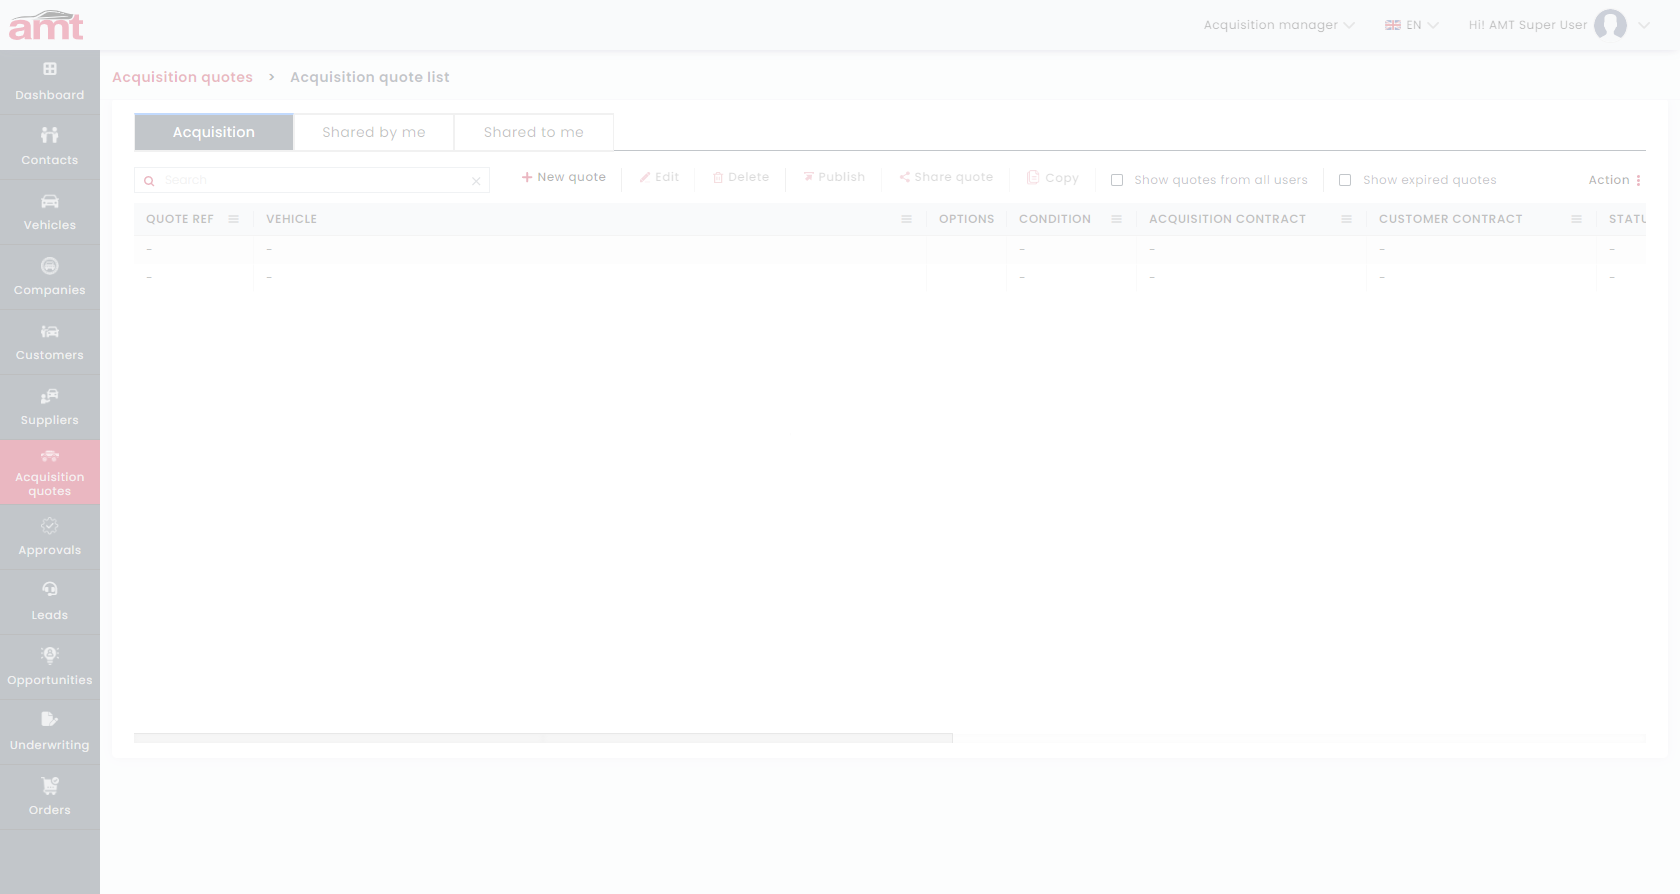 amt
Acquisition manager
EN
Hi! AMT Super User
Dashboard
Contacts
Vehicles
Companies
Customers
Suppliers
Acquisition
quotes
Approvals
Leads
Opportunities
Underwriting
Orders
Acquisition quotes > Acquisition quote list
Acquisition
Shared by me
Shared to me
Search
New quote
Edit
Delete
Publish
Share quote
Copy
Show quotes from all users
Show expired quotes
Action
QUOTE REF VEHICLE OPTIONS CONDITION ACQUISITION CONTRACT CUSTOMER CONTRACT STATU
- - - - - -
- - - - - -